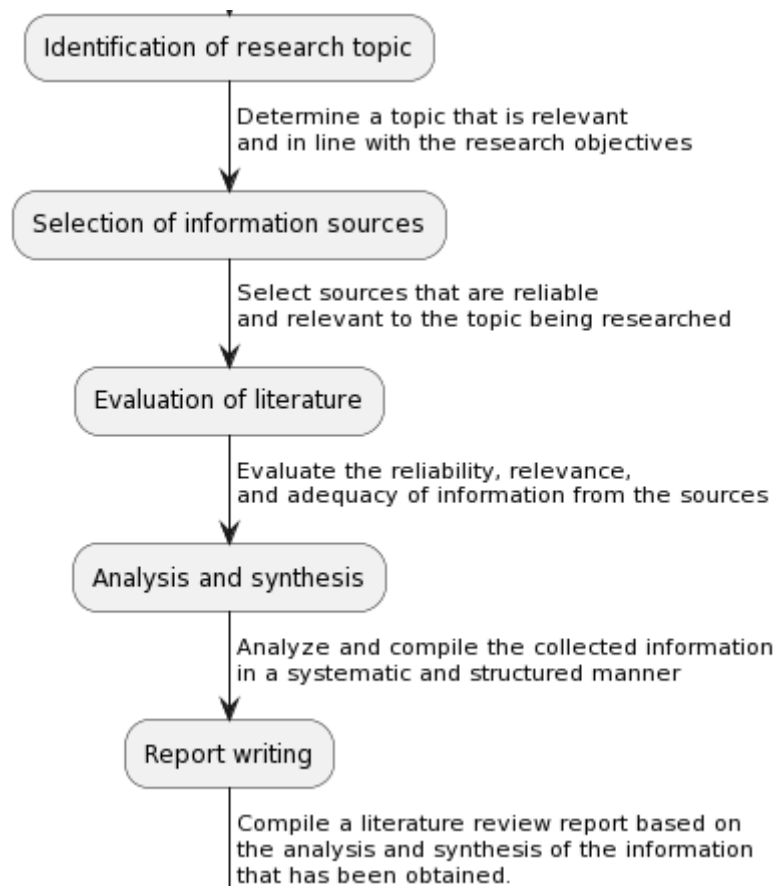 Identification of research topic
Determine a topic that is relevant
and in line with the research objectives
Selection of information sources
Select sources that are reliable
and relevant to the topic being researched
Evaluation of literature
Evaluate the reliability, relevance,
and adequacy of information from the sources
Analysis and synthesis
Analyze and compile the collected information
in a systematic and structured manner
Report writing
Compile a literature review report based on
the analysis and synthesis of the information
that has been obtained.